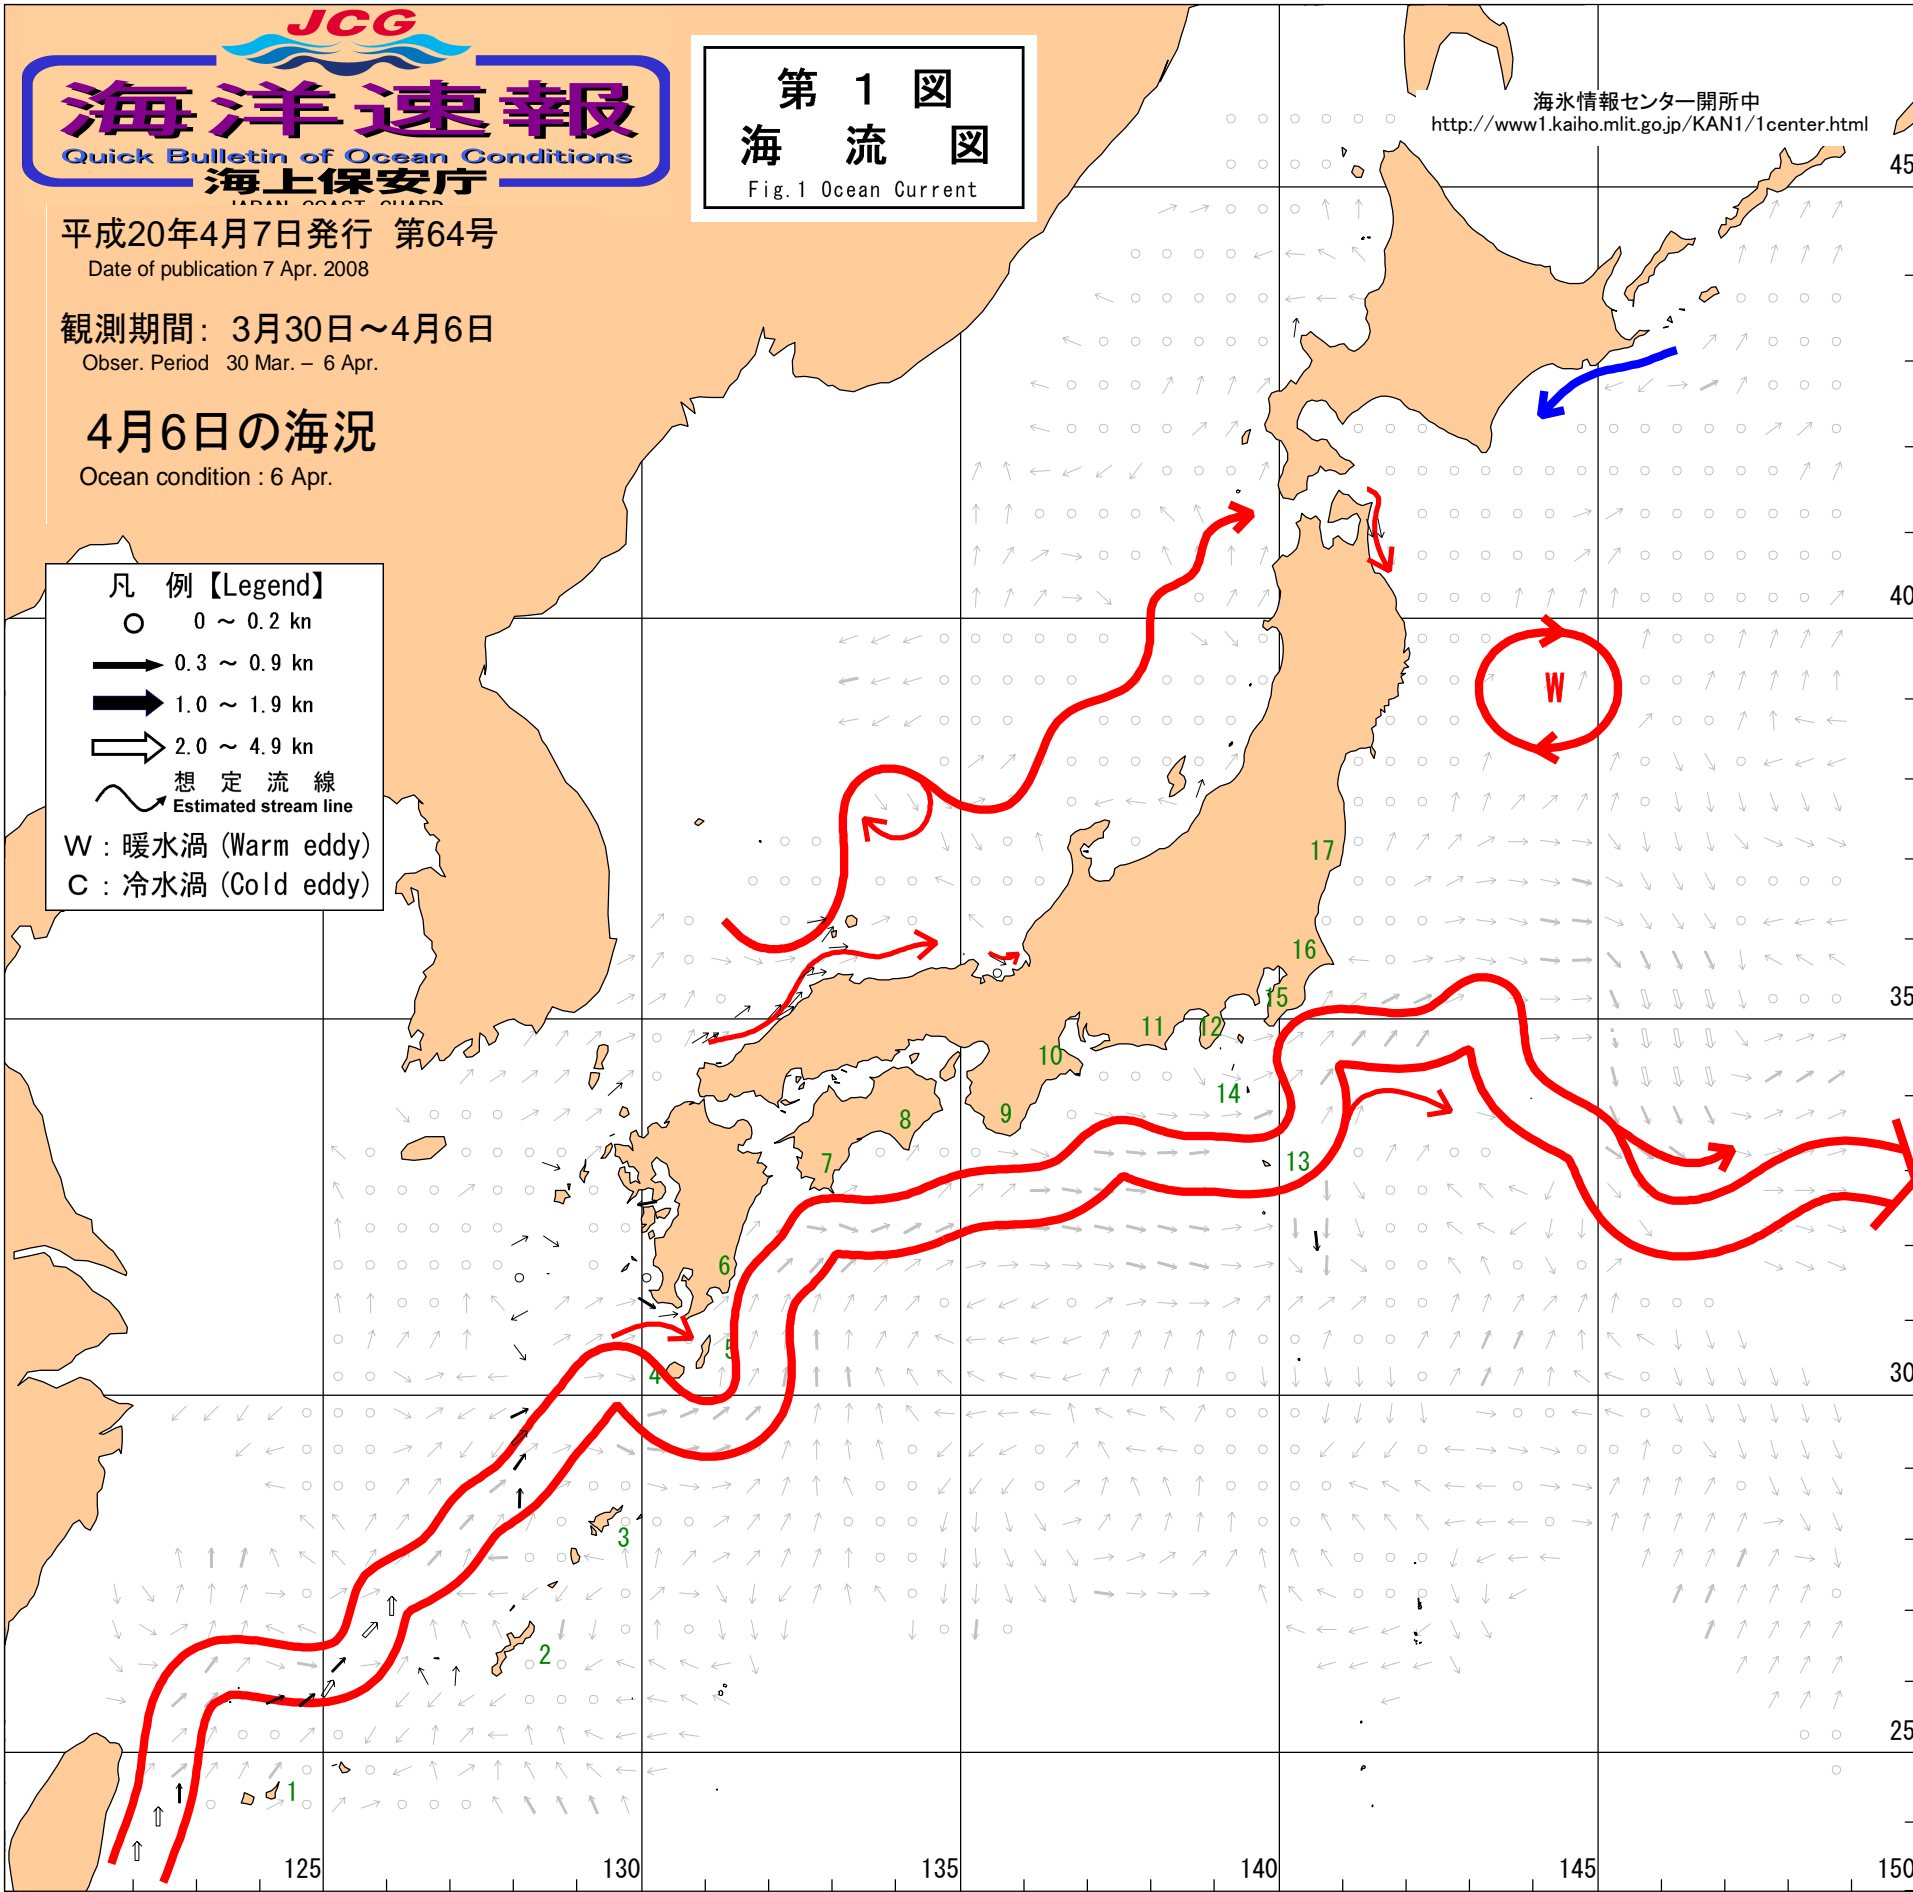 JCG
海洋速報
Quick Bulletin of Ocean Conditions
海上保安庁
JAPAN COAST GUARD
平成20年4月7日発行 第64号
Date of publication 7 Apr. 2008
観測期間: 3月30日～4月6日
Obser. Period 30 Mar. – 6 Apr.
4月6日の海況
Ocean condition : 6 Apr.
第 1 図
海 流 図
Fig.1 Ocean Current
海氷情報センター開所中
http://www1.kaiho.mlit.go.jp/KAN1/1center.html
凡 例【Legend】
0 ～ 0.2 kn
0.3 ～ 0.9 kn
1.0 ～ 1.9 kn
2.0 ～ 4.9 kn
想 定 流 線
Estimated stream line
W : 暖水渦 (Warm eddy)
C : 冷水渦 (Cold eddy)
45
40
W
17
16
35
15
12
11
10
14
9
8
7
13
6
5
4
30
3
2
25
1
125
130
135
140
145
150